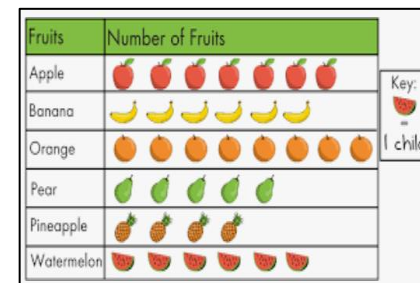 Fruits Number of Fruits
Apple
Banana
Orange
Pear
Pineapple
Watermelon
Key:
=
1 chil